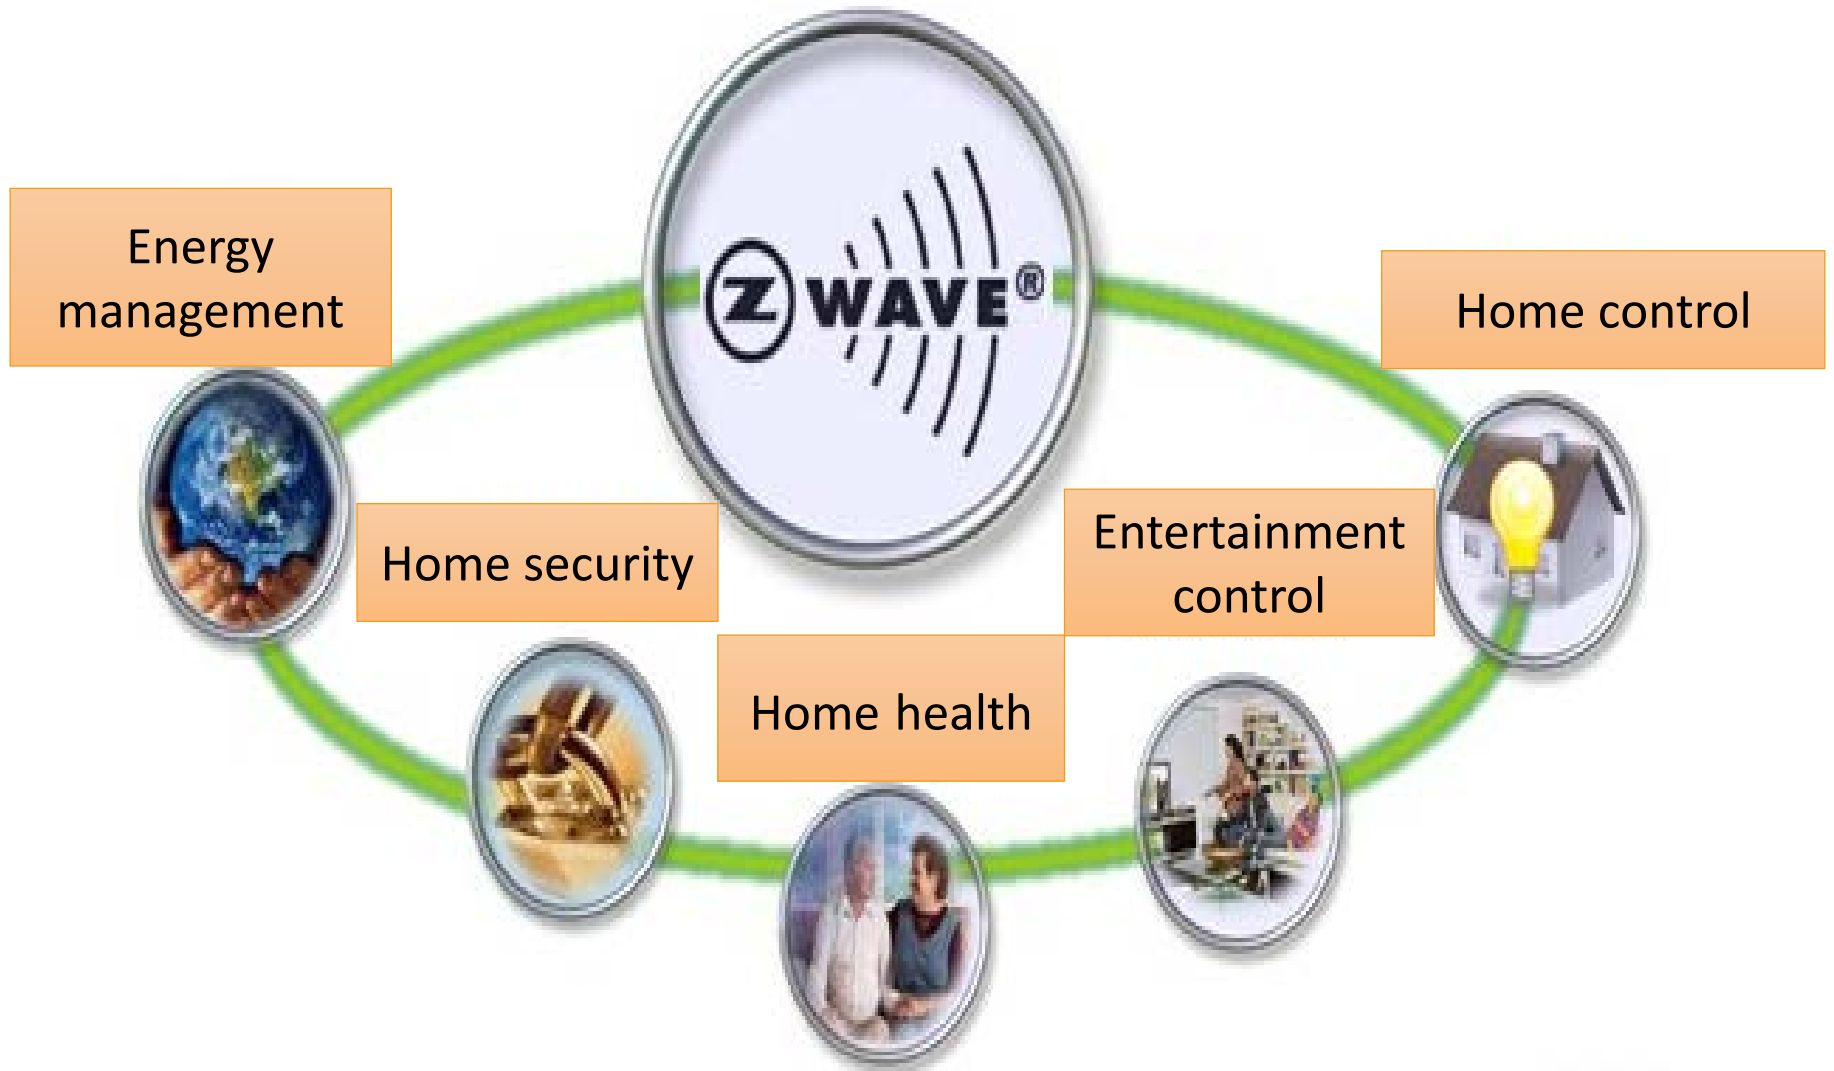 Z WAVE®
Energy
management
Home control
Home security
Entertainment
control
Home health